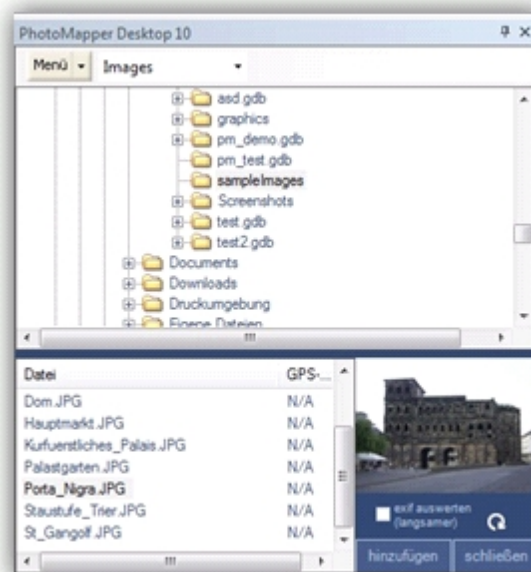 PhotoMapper Desktop 10
Menü Images
asd.gdb
graphics
pm_demo.gdb
pm_test.gdb
sampleImages
Screenshots
test.gdb
test2.gdb
Documents
Downloads
Druckumgebung
Eigene Dateien
Datei GPS-...
Dom.JPG N/A
Hauptmarkt.JPG N/A
Kurfuerstliches_Palais.JPG N/A
Palastgarten.JPG N/A
Porta_Nigra.JPG N/A
Staustufe_Trier.JPG N/A
St_Gangolf.JPG N/A
exif auswerten
(langsamer)
hinzufügen schließen